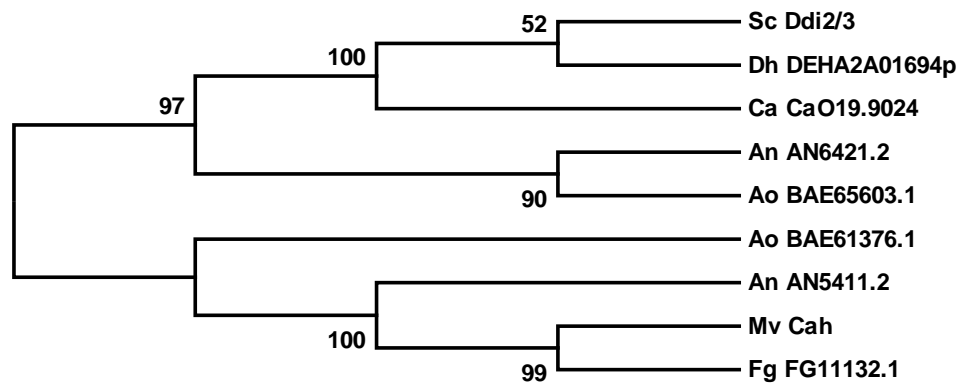 52
Sc Ddi2/3
100
Dh DEHA2A01694p
97
Ca CaO19.9024
An AN6421.2
90
Ao BAE65603.1
Ao BAE61376.1
An AN5411.2
100
Mv Cah
99
Fg FG11132.1